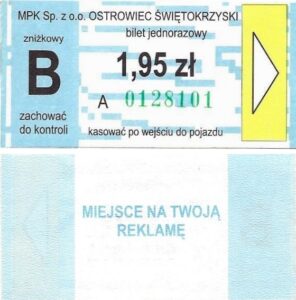 MPK Sp. z o.o. OSTROWIEC ŚWIĘTOKRZYSKI
zniżkowy
bilet jednorazowy
B
1,95 zł
A 0128101
zachować
do kontroli
kasować po wejściu do pojazdu
MIEJSCE NA TWOJĄ
REKLAMĘ